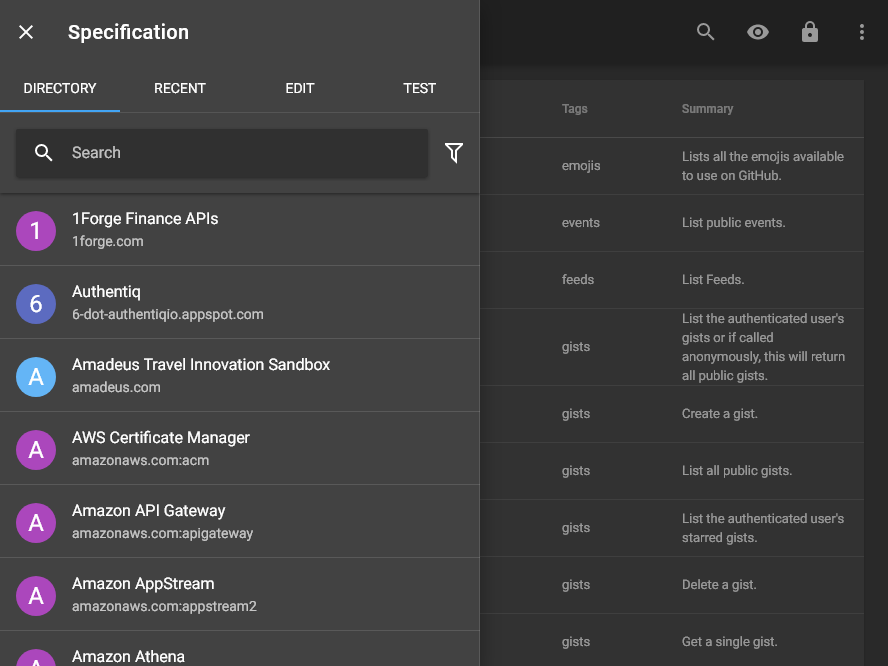 Specification
DIRECTORY
RECENT
EDIT
TEST
Search
1
1Forge Finance APIs
1forge.com
6
Authentiq
6-dot-authentiqio.appspot.com
A
Amadeus Travel Innovation Sandbox
amadeus.com
A
AWS Certificate Manager
amazonaws.com:acm
A
Amazon API Gateway
amazonaws.com:apigateway
A
Amazon AppStream
amazonaws.com:appstream2
A
Amazon Athena
Tags
Summary
emojis
Lists all the emojis available
to use on GitHub.
events
List public events.
feeds
List Feeds.
gists
List the authenticated user's
gists or if called
anonymously, this will return
all public gists.
gists
Create a gist.
gists
List all public gists.
gists
List the authenticated user's
starred gists.
gists
Delete a gist.
gists
Get a single gist.